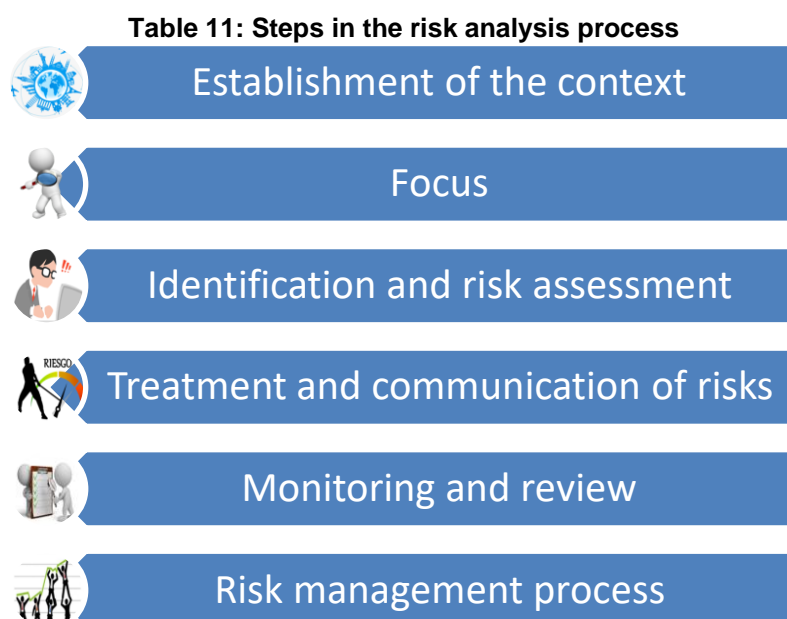 Table 11: Steps in the risk analysis process
Establishment of the context
Focus
Identification and risk assessment
RIESGO
Treatment and communication of risks
Monitoring and review
Risk management process